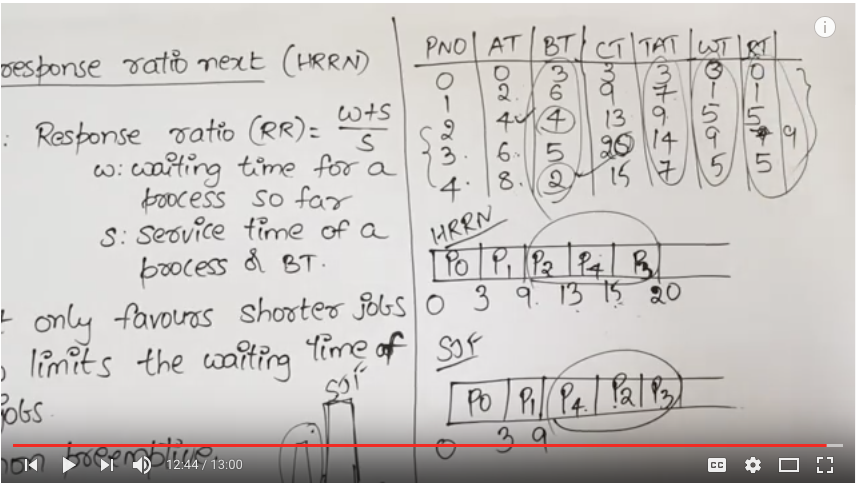 response ratio next (HRRN)
: Response ratio (RR) = w+s
s
w: waiting time for a
process so far
s: service time of a
process & BT.
only favours shorter jobs
limits the waiting time of
jobs.
non preemptive.
SJF
PNO AT BT CT TAT WT RT
0 0 3 3 3 0
1 2. 6 9 7 1 1
2 4 4 13 9 5 5
3. 6. 5 20 14 9 9
4. 8. 2 15 7 5 5
HRRN
P0 P1 P2 P4 P3
0 3 9. 13 15 20
SJF
P0 P1 P4 P2 P3
0 3 9
12:44 / 13:00
CC